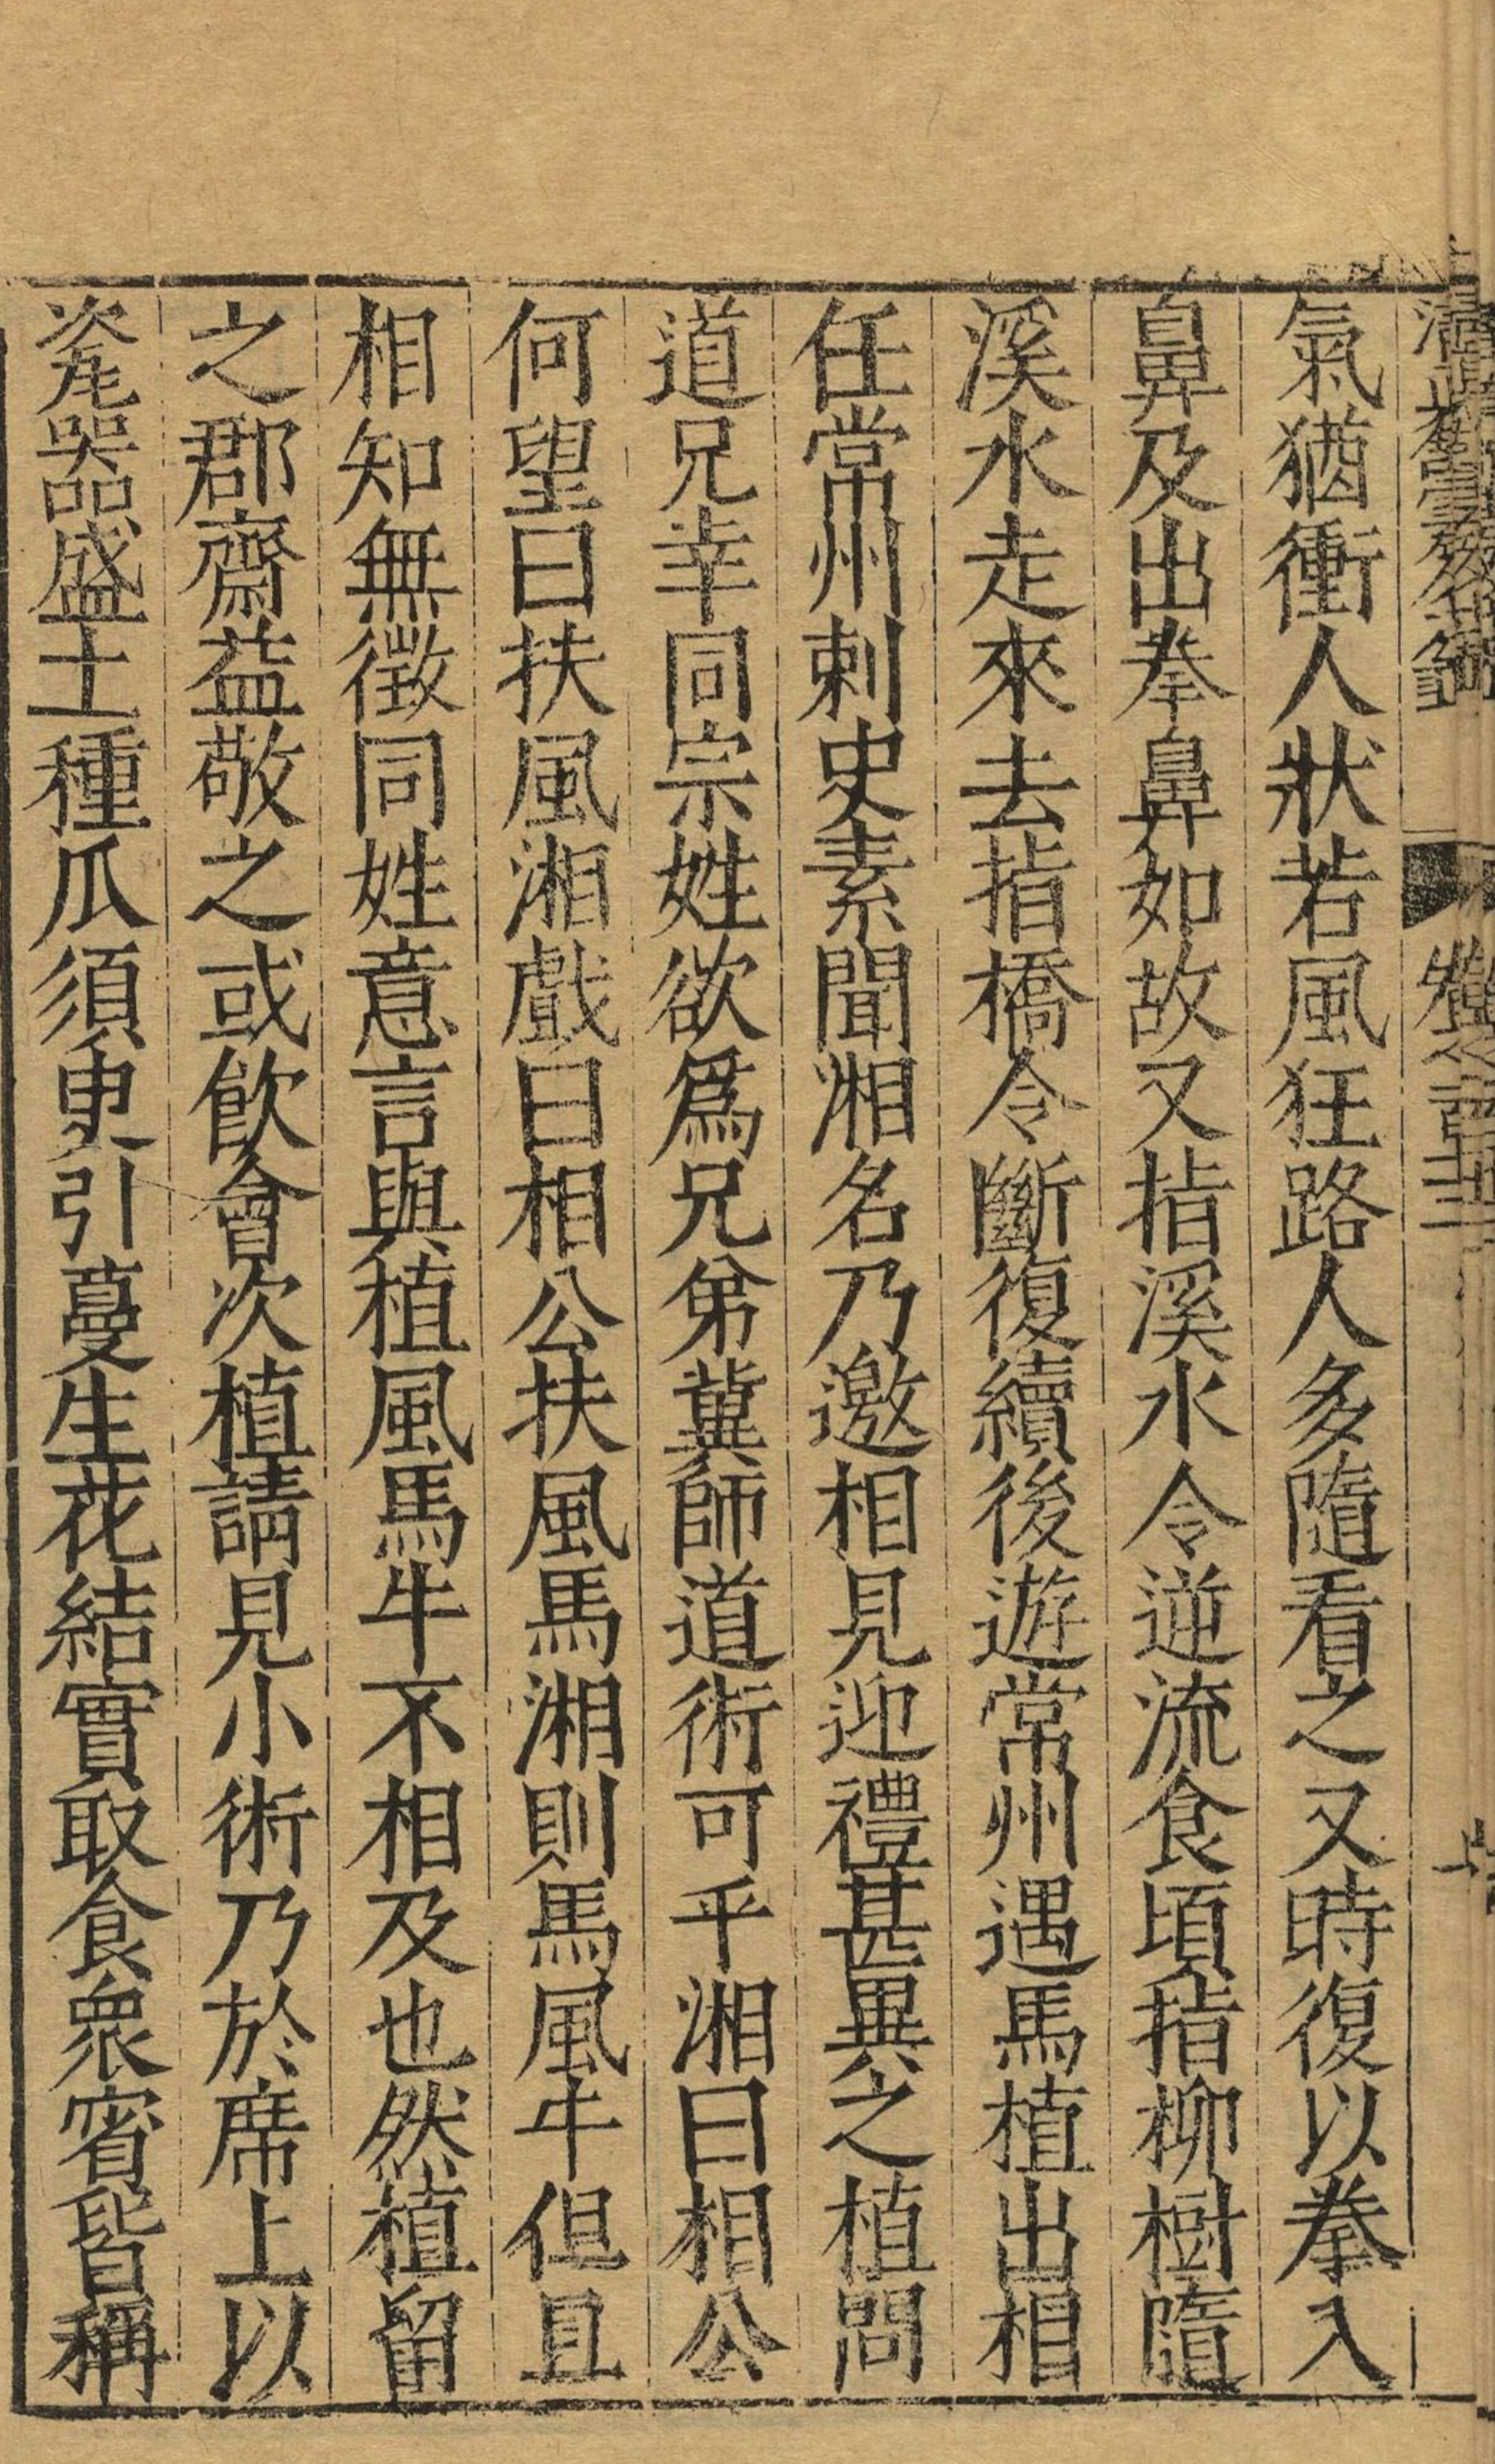 氣猶衝人狀若風狂路人多隨看之又時復以拳入
鼻及出拳鼻如故又指溪水令逆流食頃指柳樹隨
溪水走來去指橋令斷復續後遊常州遇馬植出相
任常州刺史素聞湘名乃邀相見迎禮甚異之植問
道兄幸同宗姓欲爲兄弟冀師道術可乎湘曰相公
何望曰扶風湘戲曰相公扶風馬湘則馬風牛但且
相知無徵同姓意言與植風馬牛不相及也然植留
之郡齋益敬之或飲會次植請見小術乃於席上以
瓷器盛土種瓜須臾引蔓生花結實取食衆賓皆稱